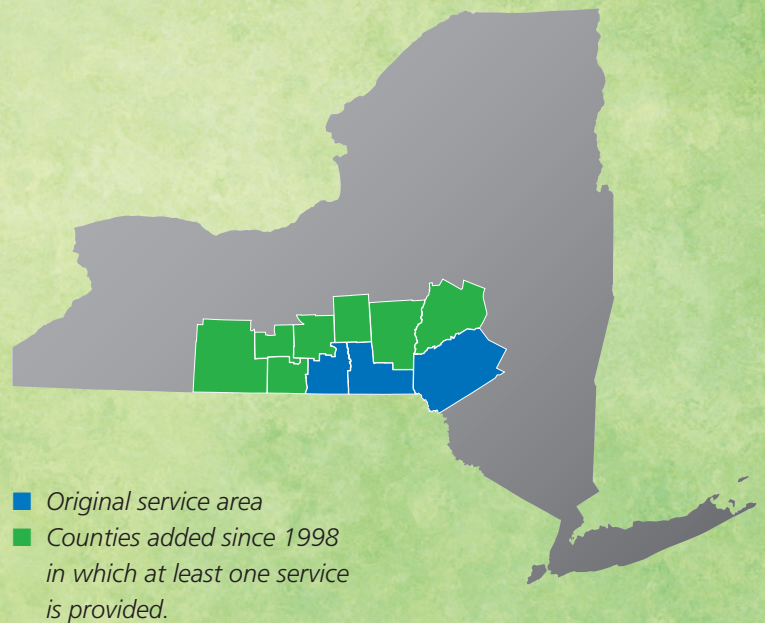 Original service area
Counties added since 1998
in which at least one service
is provided.